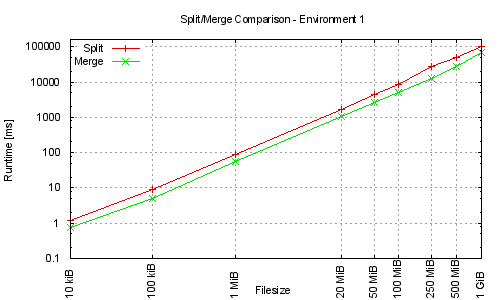 Split/Merge Comparison - Environment 1
Runtime [ms]
100000
10000
1000
100
10
1
0.1
Split
Merge
10 kiB
100 kiB
1 MiB
20 MiB
50 MiB
100 MiB
250 MiB
500 MiB
1 GiB
Filesize